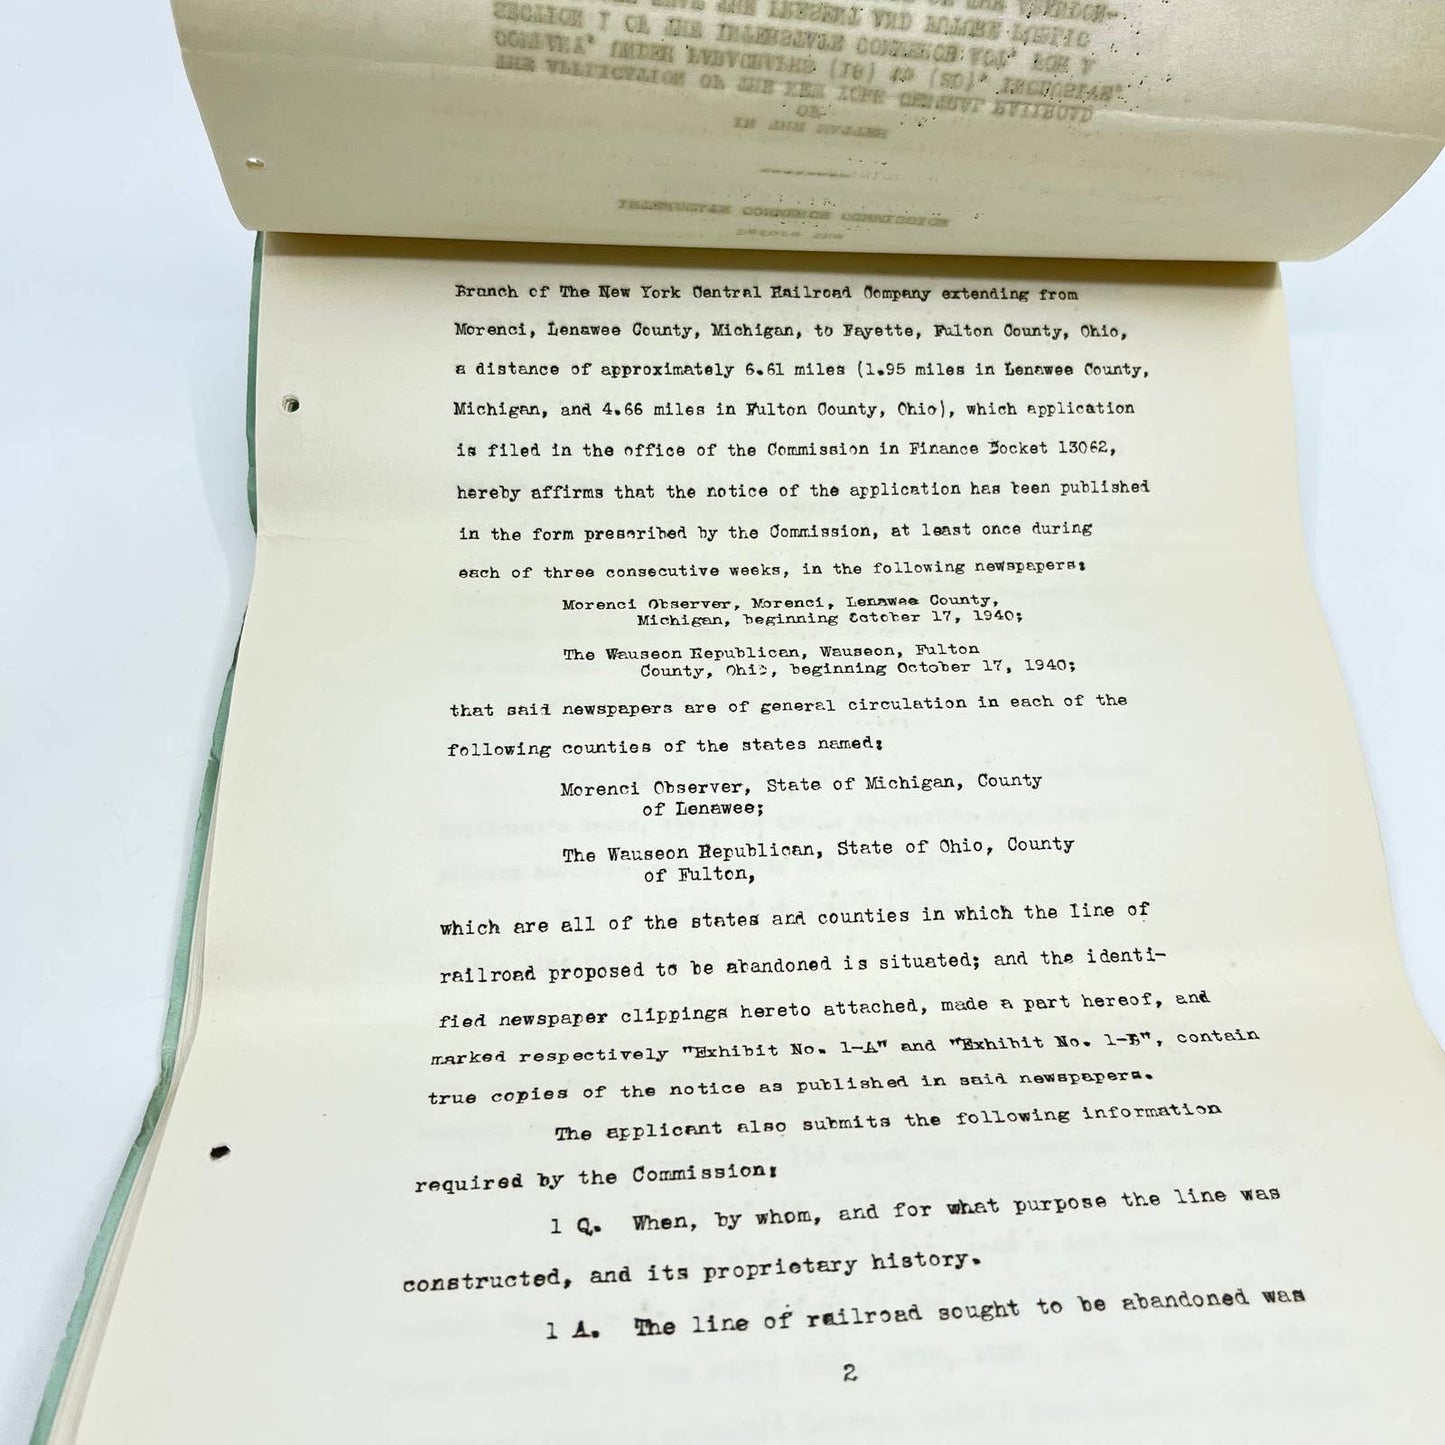 Branch of The New York Central Railroad Company extending from
Morenci, Lenawee County, Michigan, to Fayette, Fulton County, Ohio,
a distance of approximately 6.61 miles (1.95 miles in Lenawee County,
Michigan, and 4.66 miles in Fulton County, Ohio), which application
is filed in the office of the Commission in Finance Docket 13062,
hereby affirms that the notice of the application has been published
in the form prescribed by the Commission, at least once during
each of three consecutive weeks, in the following newspapers:
Morenci Observer, Morenci, Lenawee County,
Michigan, beginning October 17, 1940;
The Wauseon Republican, Wauseon, Fulton
County, Ohio, beginning October 17, 1940;
that said newspapers are of general circulation in each of the
following counties of the states named:
Morenci Observer, State of Michigan, County
of Lenawee;
The Wauseon Republican, State of Ohio, County
of Fulton,
which are all of the states and counties in which the line of
railroad proposed to be abandoned is situated; and the identi-
fied newspaper clippings hereto attached, made a part hereof, and
marked respectively "Exhibit No. 1-A" and "Exhibit No. 1-B", contain
true copies of the notice as published in said newspapers.
The applicant also submits the following information
required by the Commission:
1 Q. When, by whom, and for what purpose the line was
constructed, and its proprietary history.
1 A. The line of railroad sought to be abandoned was
2